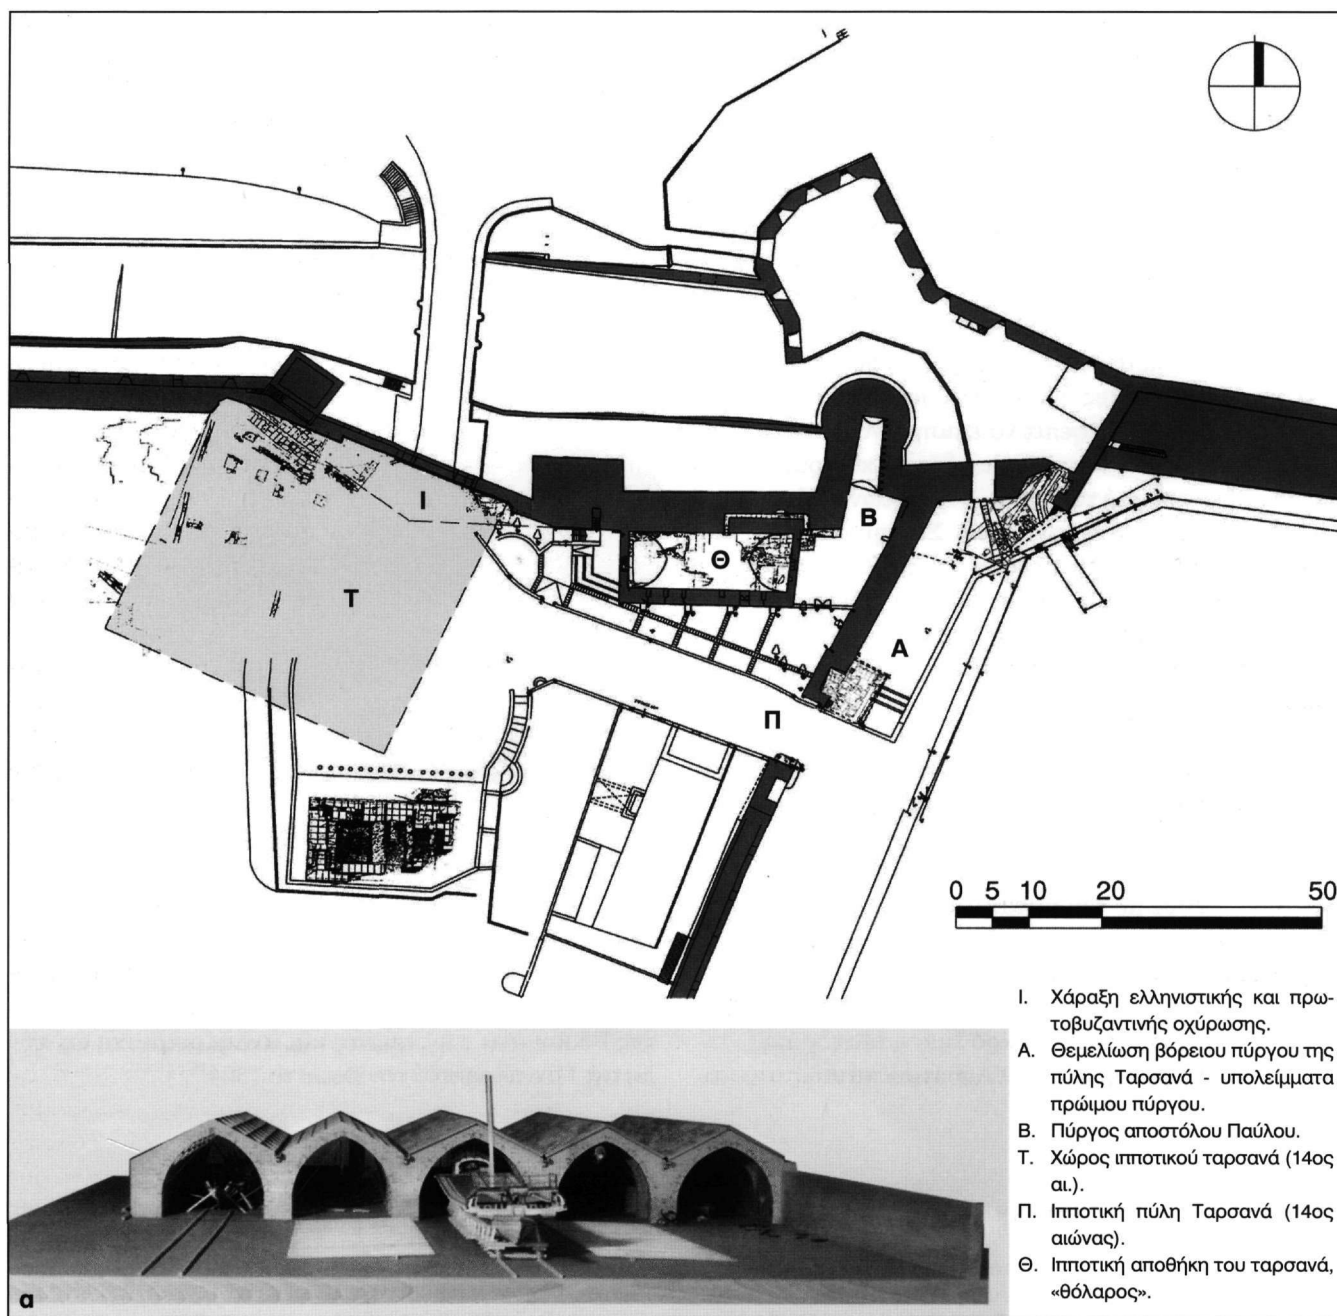 I
T
Θ
B
A
Π
0 5 10 20 50
I. Χάραξη ελληνιστικής και πρω-
τοβυζαντινής οχύρωσης.
Α. Θεμελίωση βόρειου πύργου της
πύλης Ταρσανά - υπολείμματα
πρώιμου πύργου.
Β. Πύργος αποστόλου Παύλου.
Τ. Χώρος ιπποτικού ταρσανά (14ος
αι.).
Π. Ιπποτική πύλη Ταρσανά (14ος
αιώνας).
Θ. Ιπποτική αποθήκη του ταρσανά,
«θόλαρος».
α